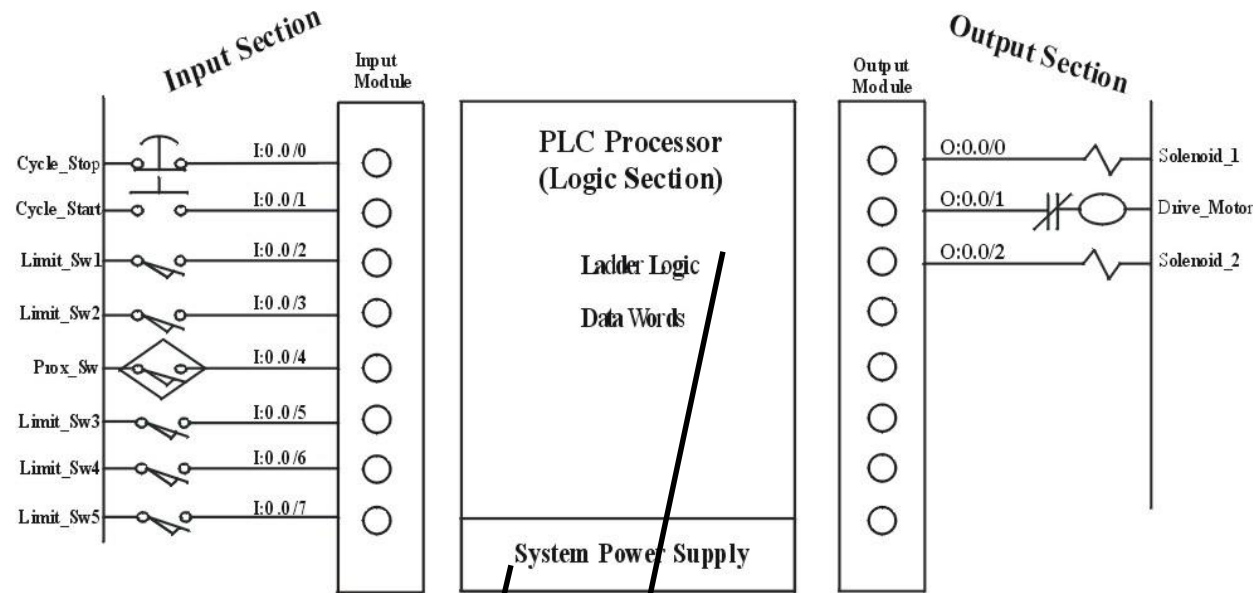 Input Section
Input
Module
Cycle_Stop
I:0.0/0
Cycle_Start
I:0.0/1
Limit_Sw1
I:0.0/2
Limit_Sw2
I:0.0/3
Prox_Sw
I:0.0/4
Limit_Sw3
I:0.0/5
Limit_Sw4
I:0.0/6
Limit_Sw5
I:0.0/7
PLC Processor
(Logic Section)
Ladder Logic
Data Words
System Power Supply
Output Section
Output
Module
O:0.0/0
Solenoid_1
O:0.0/1
Drive_Motor
O:0.0/2
Solenoid_2